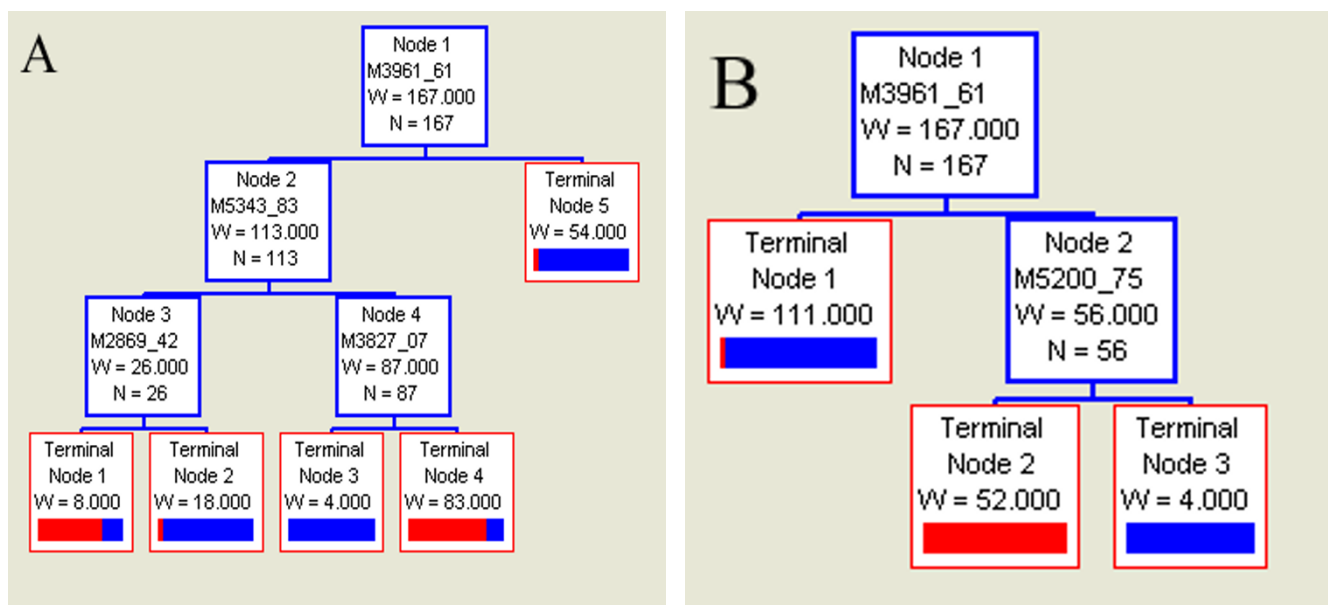 A
Node 1
M3961_61
W = 167.000
N = 167
Node 2
M5343_83
W = 113.000
N = 113
Terminal
Node 5
W = 54.000
Node 3
M2869_42
W = 26.000
N = 26
Node 4
M3827_07
W = 87.000
N = 87
Terminal
Node 1
W = 8.000
Terminal
Node 2
W = 18.000
Terminal
Node 3
W = 4.000
Terminal
Node 4
W = 83.000
B
Node 1
M3961_61
W = 167.000
N = 167
Terminal
Node 1
W = 111.000
Node 2
M5200_75
W = 56.000
N = 56
Terminal
Node 2
W = 52.000
Terminal
Node 3
W = 4.000